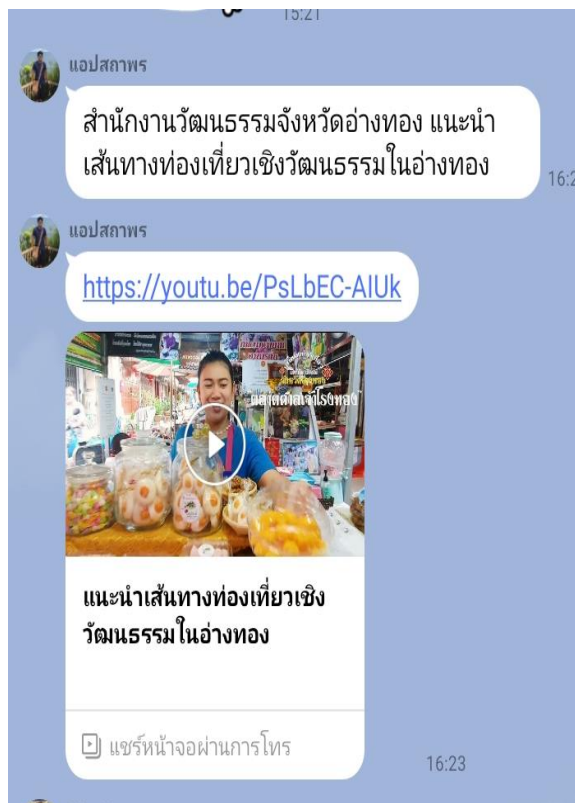 15:21
แอปสถาพร
สำนักงานวัฒนธรรมจังหวัดอ่างทอง แนะนำ
เส้นทางท่องเที่ยวเชิงวัฒนธรรมในอ่างทอง
แอปสถาพร
https://youtu.be/PsLbEC-AIUk
ตลาดศาลเจ้าโรงทอง
แนะนำเส้นทางท่องเที่ยวเชิง
วัฒนธรรมในอ่างทอง
แชร์หน้าจอผ่านการโทร
16:23